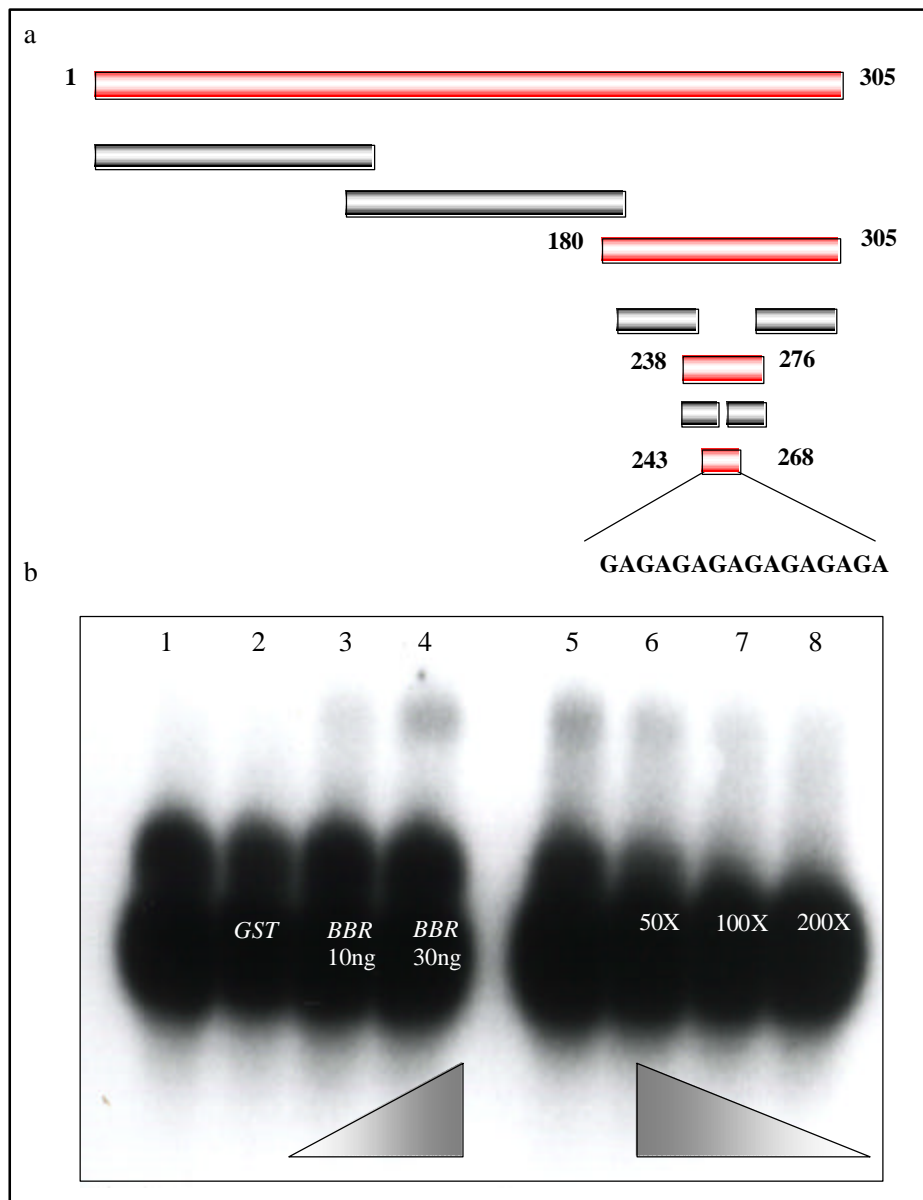 a
1 305
180 305
238 276
243 268
GAGAGAGAGAGAGAGA
b
1 2 3 4 5 6 7 8
GST BBR BBR 50X 100X 200X
10ng 30ng